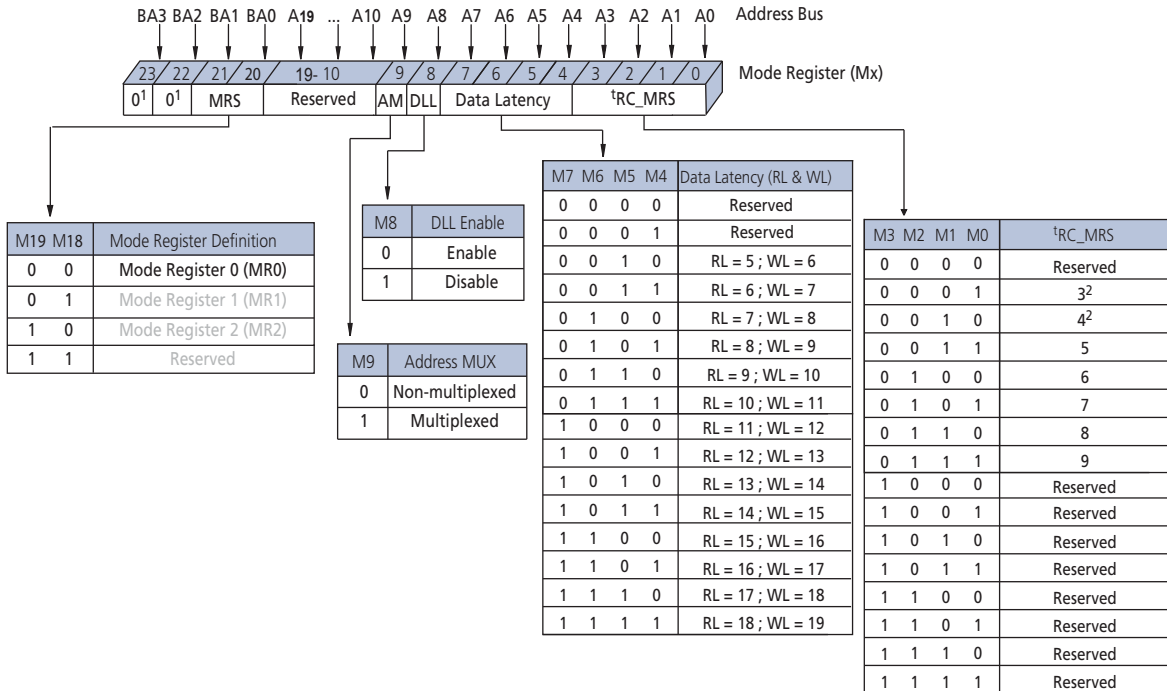 BA3 BA2 BA1 BA0 A19 ... A10 A9 A8 A7 A6 A5 A4 A3 A2 A1 A0 Address Bus
23 22 21 20 19-10 9 8 7 6 5 4 3 2 1 0 Mode Register (Mx)
0¹ 0¹ MRS Reserved AM DLL Data Latency tRC_MRS
M19 M18 Mode Register Definition
0 0 Mode Register 0 (MR0)
0 1 Mode Register 1 (MR1)
1 0 Mode Register 2 (MR2)
1 1 Reserved
M8 DLL Enable
0 Enable
1 Disable
M9 Address MUX
0 Non-multiplexed
1 Multiplexed
M7 M6 M5 M4 Data Latency (RL & WL)
0 0 0 0 Reserved
0 0 0 1 Reserved
0 0 1 0 RL = 5 ; WL = 6
0 0 1 1 RL = 6 ; WL = 7
0 1 0 0 RL = 7 ; WL = 8
0 1 0 1 RL = 8 ; WL = 9
0 1 1 0 RL = 9 ; WL = 10
0 1 1 1 RL = 10 ; WL = 11
1 0 0 0 RL = 11 ; WL = 12
1 0 0 1 RL = 12 ; WL = 13
1 0 1 0 RL = 13 ; WL = 14
1 0 1 1 RL = 14 ; WL = 15
1 1 0 0 RL = 15 ; WL = 16
1 1 0 1 RL = 16 ; WL = 17
1 1 1 0 RL = 17 ; WL = 18
1 1 1 1 RL = 18 ; WL = 19
M3 M2 M1 M0 tRC_MRS
0 0 0 0 Reserved
0 0 0 1 3²
0 0 1 0 4²
0 0 1 1 5
0 1 0 0 6
0 1 0 1 7
0 1 1 0 8
0 1 1 1 9
1 0 0 0 Reserved
1 0 0 1 Reserved
1 0 1 0 Reserved
1 0 1 1 Reserved
1 1 0 0 Reserved
1 1 0 1 Reserved
1 1 1 0 Reserved
1 1 1 1 Reserved